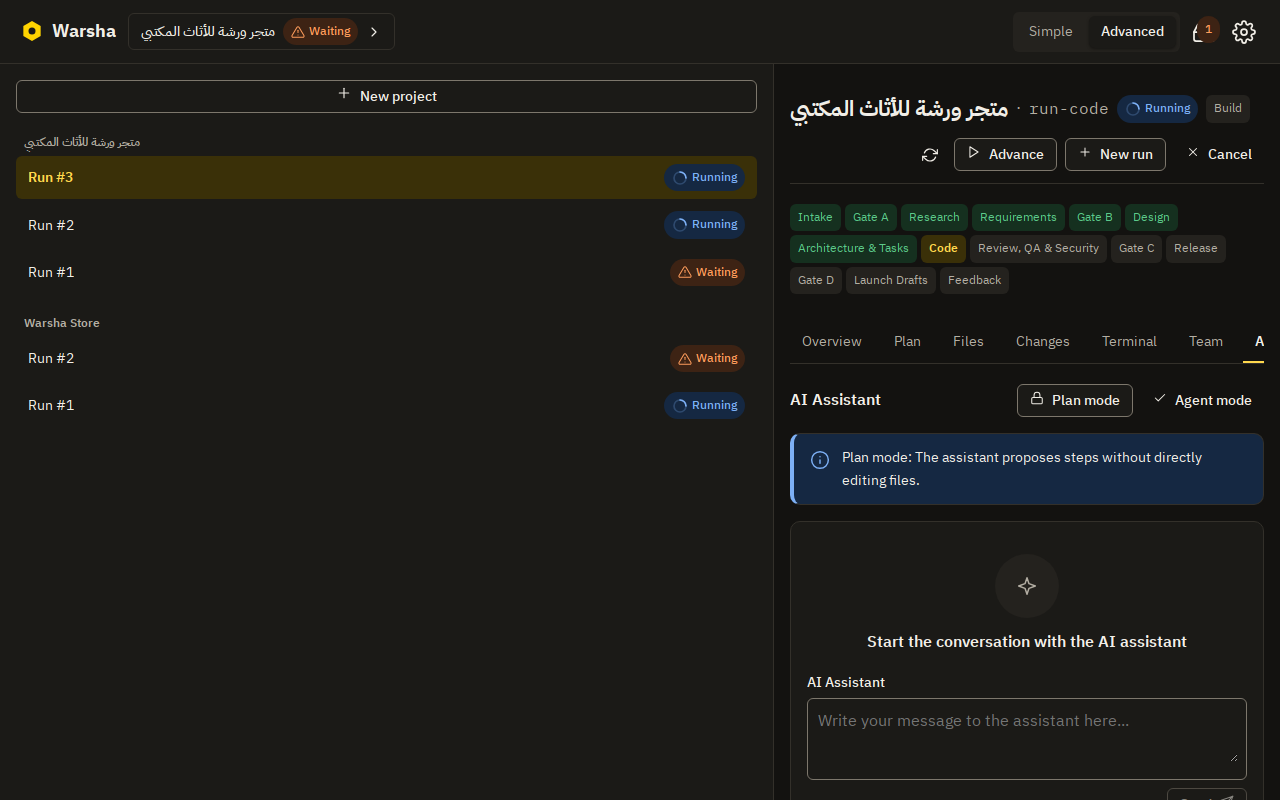 Warsha
متجر ورشة للأثاث المكتبي
Waiting
Simple
Advanced
1
New project
متجر ورشة للأثاث المكتبي
Run #3
Running
Run #2
Running
Run #1
Waiting
Warsha Store
Run #2
Waiting
Run #1
Running
متجر ورشة للأثاث المكتبي · run-code
Running
Build
Advance
New run
Cancel
Intake
Gate A
Research
Requirements
Gate B
Design
Architecture & Tasks
Code
Review, QA & Security
Gate C
Release
Gate D
Launch Drafts
Feedback
Overview
Plan
Files
Changes
Terminal
Team
A
AI Assistant
Plan mode
Agent mode
Plan mode: The assistant proposes steps without directly
editing files.
Start the conversation with the AI assistant
AI Assistant
Write your message to the assistant here...